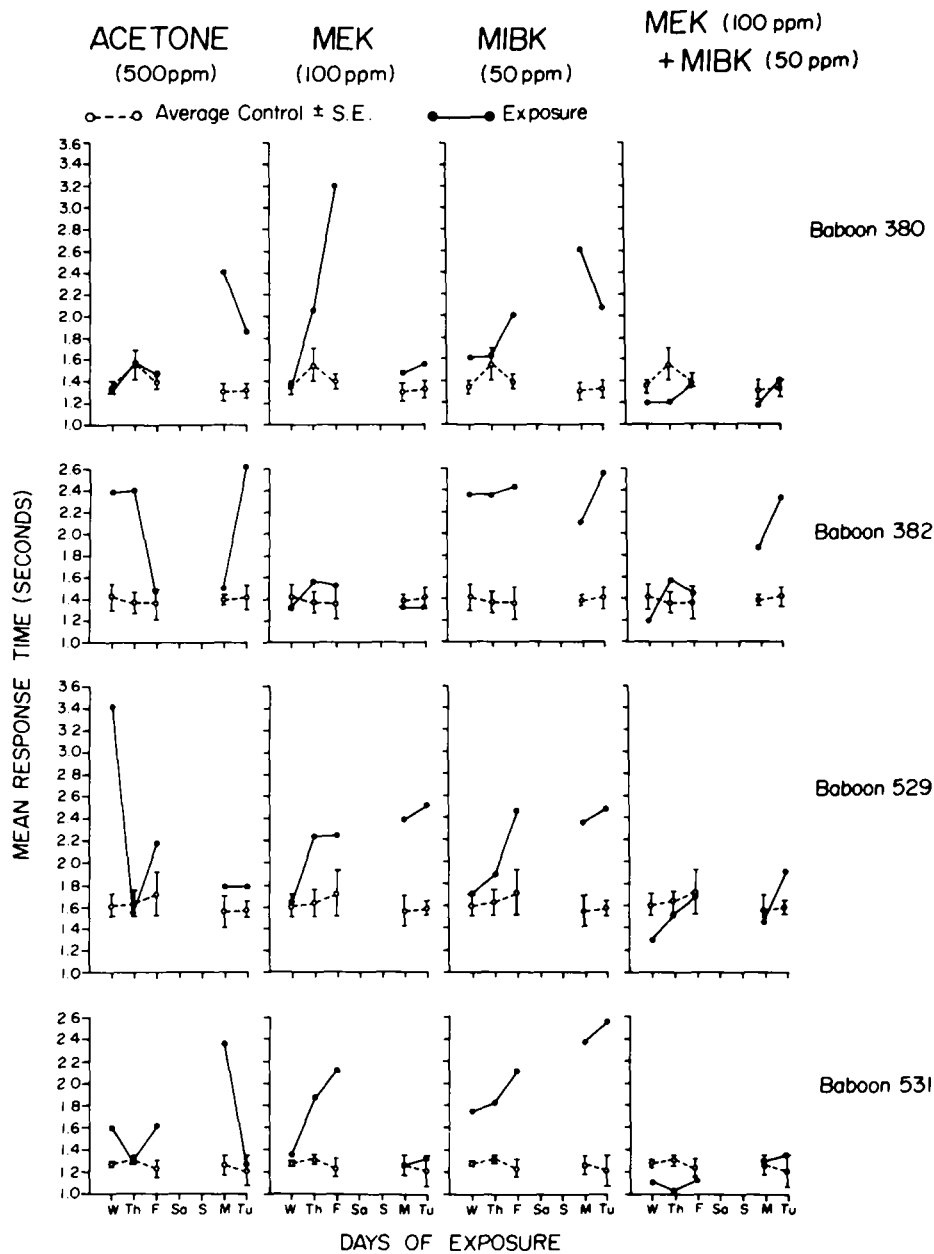 ACETONE
(500ppm)
MEK
(100 ppm)
MIBK
(50 ppm)
MEK (100 ppm)
+ MIBK (50 ppm)
Average Control ± S.E.
Exposure
MEAN RESPONSE TIME (SECONDS)
3.6
3.4
3.2
3.0
2.8
2.6
2.4
2.2
2.0
1.8
1.6
1.4
1.2
1.0
Baboon 380
2.6
2.4
2.2
2.0
1.8
1.6
1.4
1.2
1.0
Baboon 382
3.6
3.4
3.2
3.0
2.8
2.6
2.4
2.2
2.0
1.8
1.6
1.4
1.2
1.0
Baboon 529
2.6
2.4
2.2
2.0
1.8
1.6
1.4
1.2
1.0
Baboon 531
W Th F Sa S M Tu W Th F Sa S M Tu W Th F Sa S M Tu W Th F Sa S M Tu
DAYS OF EXPOSURE